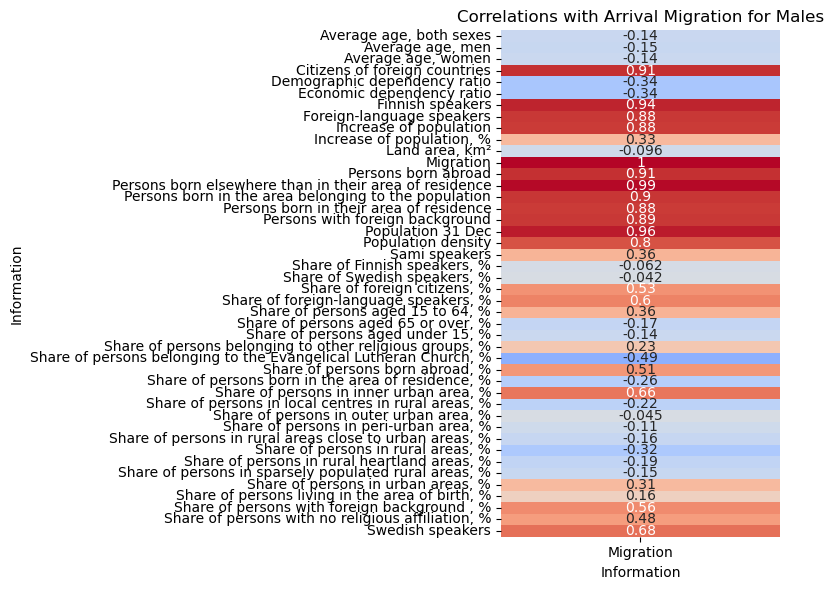 Correlations with Arrival Migration for Males
Average age, both sexes -0.14
Average age, men -0.15
Average age, women -0.14
Citizens of foreign countries 0.91
Demographic dependency ratio -0.34
Economic dependency ratio -0.34
Finnish speakers 0.94
Foreign-language speakers 0.88
Increase of population 0.88
Increase of population, % 0.33
Land area, km² -0.096
Migration 1
Persons born abroad 0.91
Persons born elsewhere than in their area of residence 0.99
Persons born in the area belonging to the population 0.9
Persons born in their area of residence 0.88
Persons with foreign background 0.89
Population 31 Dec 0.96
Population density 0.8
Sami speakers 0.36
Share of Finnish speakers, % -0.062
Share of Swedish speakers, % -0.042
Share of foreign citizens, % 0.53
Share of foreign-language speakers, % 0.6
Share of persons aged 15 to 64, % 0.36
Share of persons aged 65 or over, % -0.17
Share of persons aged under 15, % -0.14
Share of persons belonging to other religious groups, % 0.23
Share of persons belonging to the Evangelical Lutheran Church, % -0.49
Share of persons born abroad, % 0.51
Share of persons born in the area of residence, % -0.26
Share of persons in inner urban area, % 0.66
Share of persons in local centres in rural areas, % -0.22
Share of persons in outer urban area, % -0.045
Share of persons in peri-urban area, % -0.11
Share of persons in rural areas close to urban areas, % -0.16
Share of persons in rural areas, % -0.32
Share of persons in rural heartland areas, % -0.19
Share of persons in sparsely populated rural areas, % -0.15
Share of persons in urban areas, % 0.31
Share of persons living in the area of birth, % 0.16
Share of persons with foreign background , % 0.56
Share of persons with no religious affiliation, % 0.48
Swedish speakers 0.68
Information
Migration
Information